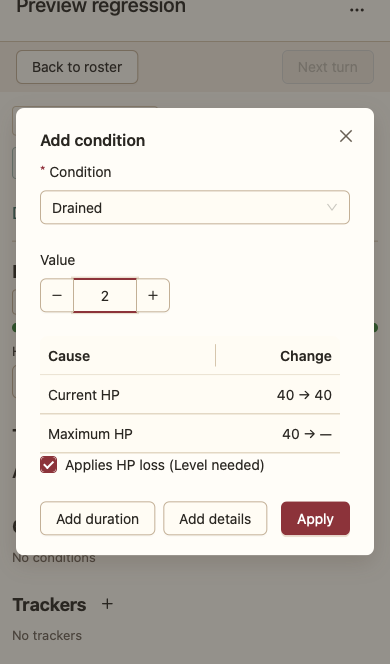 Preview regression
...
Back to roster
Next turn
Add condition
* Condition
Drained
Value
− 2 +
Cause Change
Current HP 40 → 40
Maximum HP 40 → —
Applies HP loss (Level needed)
Add duration Add details Apply
No conditions
Trackers +
No trackers